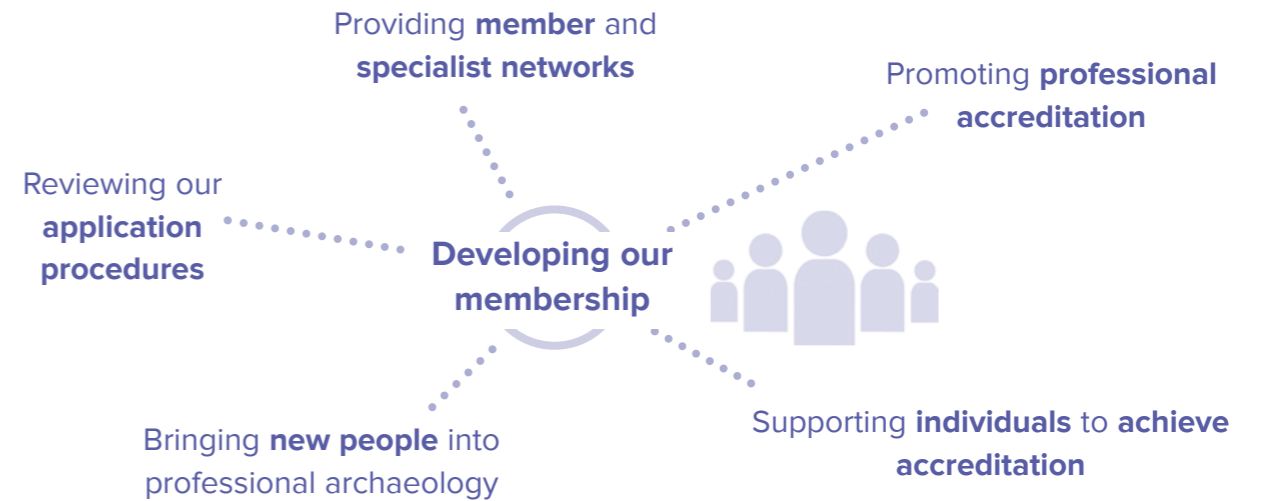 Providing member and
specialist networks
Promoting professional
accreditation
Reviewing our
application
procedures
Developing our
membership
Bringing new people into
professional archaeology
Supporting individuals to achieve
accreditation